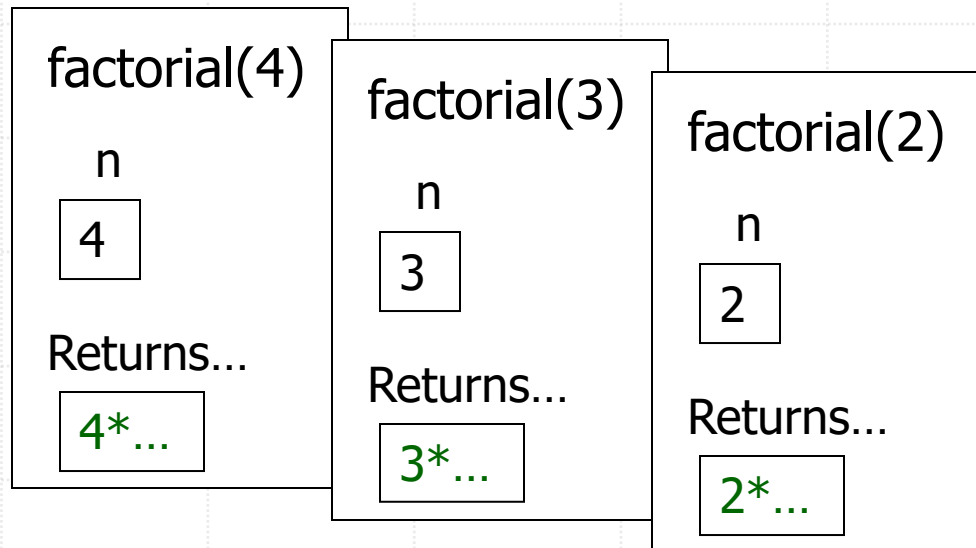 factorial(4)
n
4
Returns…
4*…
factorial(3)
n
3
Returns…
3*…
factorial(2)
n
2
Returns…
2*…